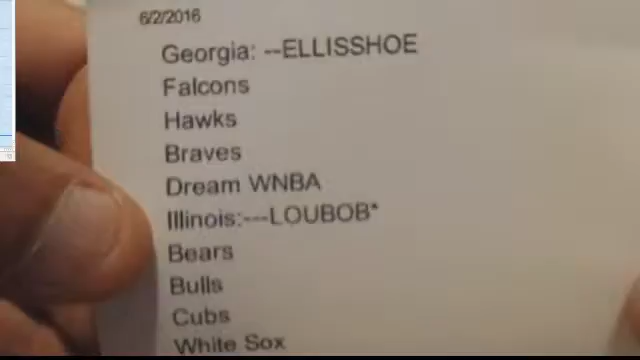 6/2/2016
Georgia: --ELLISSHOE
Falcons
Hawks
Braves
Dream WNBA
Illinois:---LOUBOB*
Bears
Bulls
Cubs
White Sox